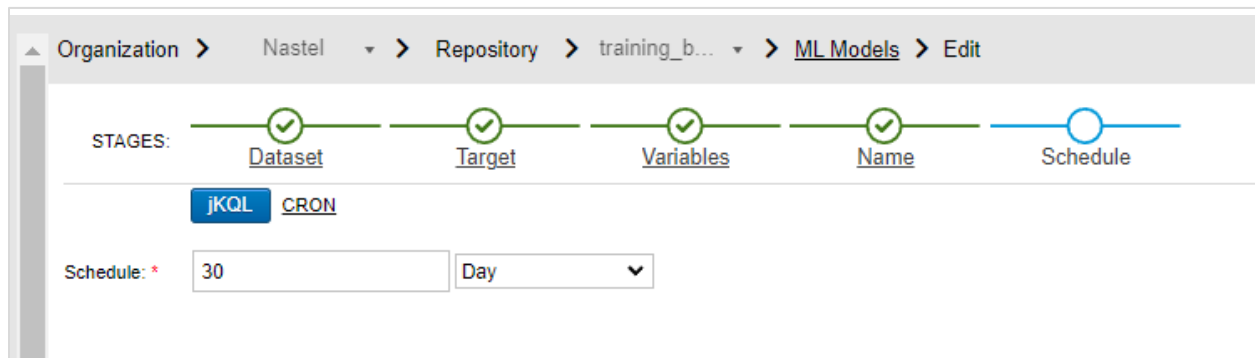 Organization > Nastel > Repository > training_b... > ML Models > Edit
STAGES:
Dataset Target Variables Name Schedule
jKQL CRON
Schedule: * 30 Day